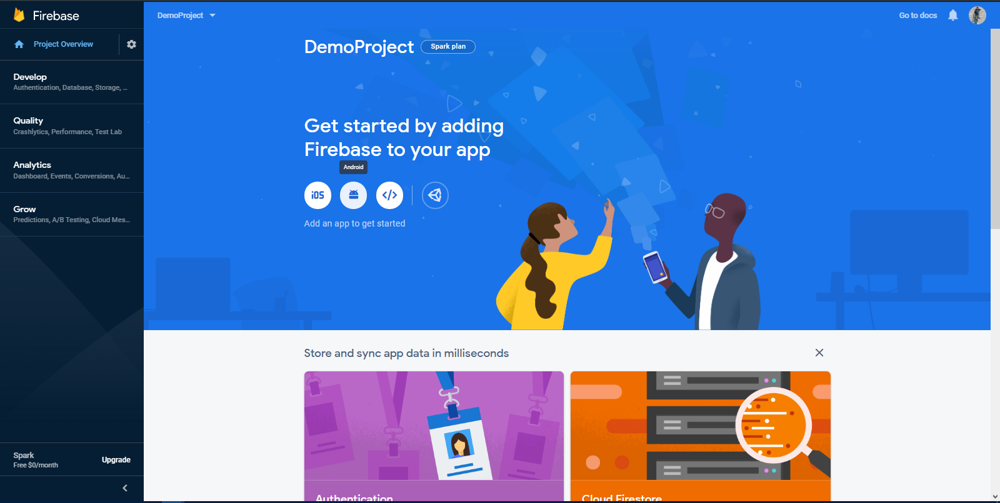 Firebase
DemoProject
Go to docs
Project Overview
DemoProject
Spark plan
Develop
Authentication, Database, Storage, ...
Quality
Crashlytics, Performance, Test Lab
Get started by adding
Firebase to your app
Analytics
Dashboard, Events, Conversions, Au...
Android
iOS
</>
Grow
Predictions, A/B Testing, Cloud Mes...
Add an app to get started
Store and sync app data in milliseconds
Spark
Free $0/month
Upgrade
Authentication
Cloud Firestore